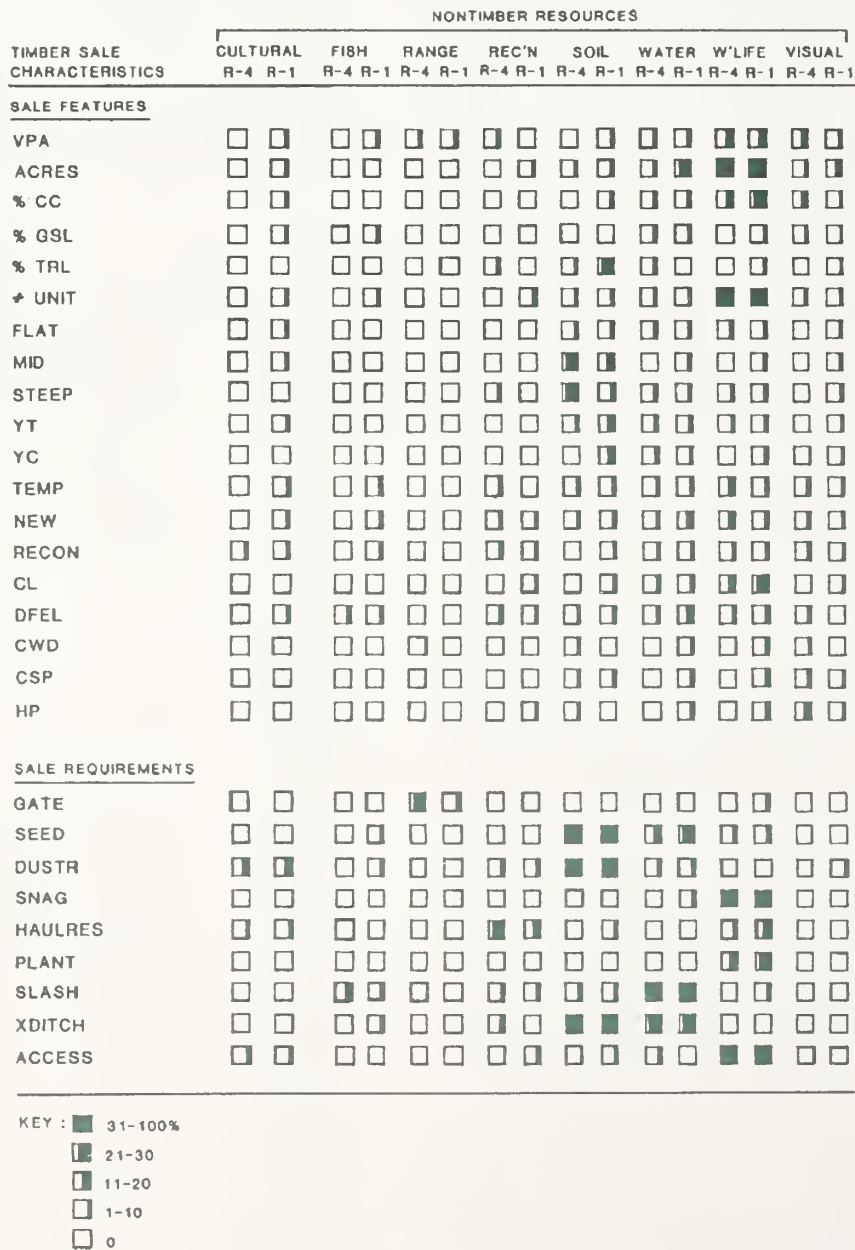 NONTIMBER RESOURCES
TIMBER SALE CULTURAL FISH RANGE REC'N SOIL WATER W'LIFE VISUAL
CHARACTERISTICS R-4 R-1 R-4 R-1 R-4 R-1 R-4 R-1 R-4 R-1 R-4 R-1 R-4 R-1 R-4 R-1
SALE FEATURES
VPA
ACRES
% CC
% GSL
% TRL
# UNIT
FLAT
MID
STEEP
YT
YC
TEMP
NEW
RECON
CL
DFEL
CWD
CSP
HP
SALE REQUIREMENTS
GATE
SEED
DUSTR
SNAG
HAULRES
PLANT
SLASH
XDITCH
ACCESS
KEY : 31-100%
21-30
11-20
1-10
0